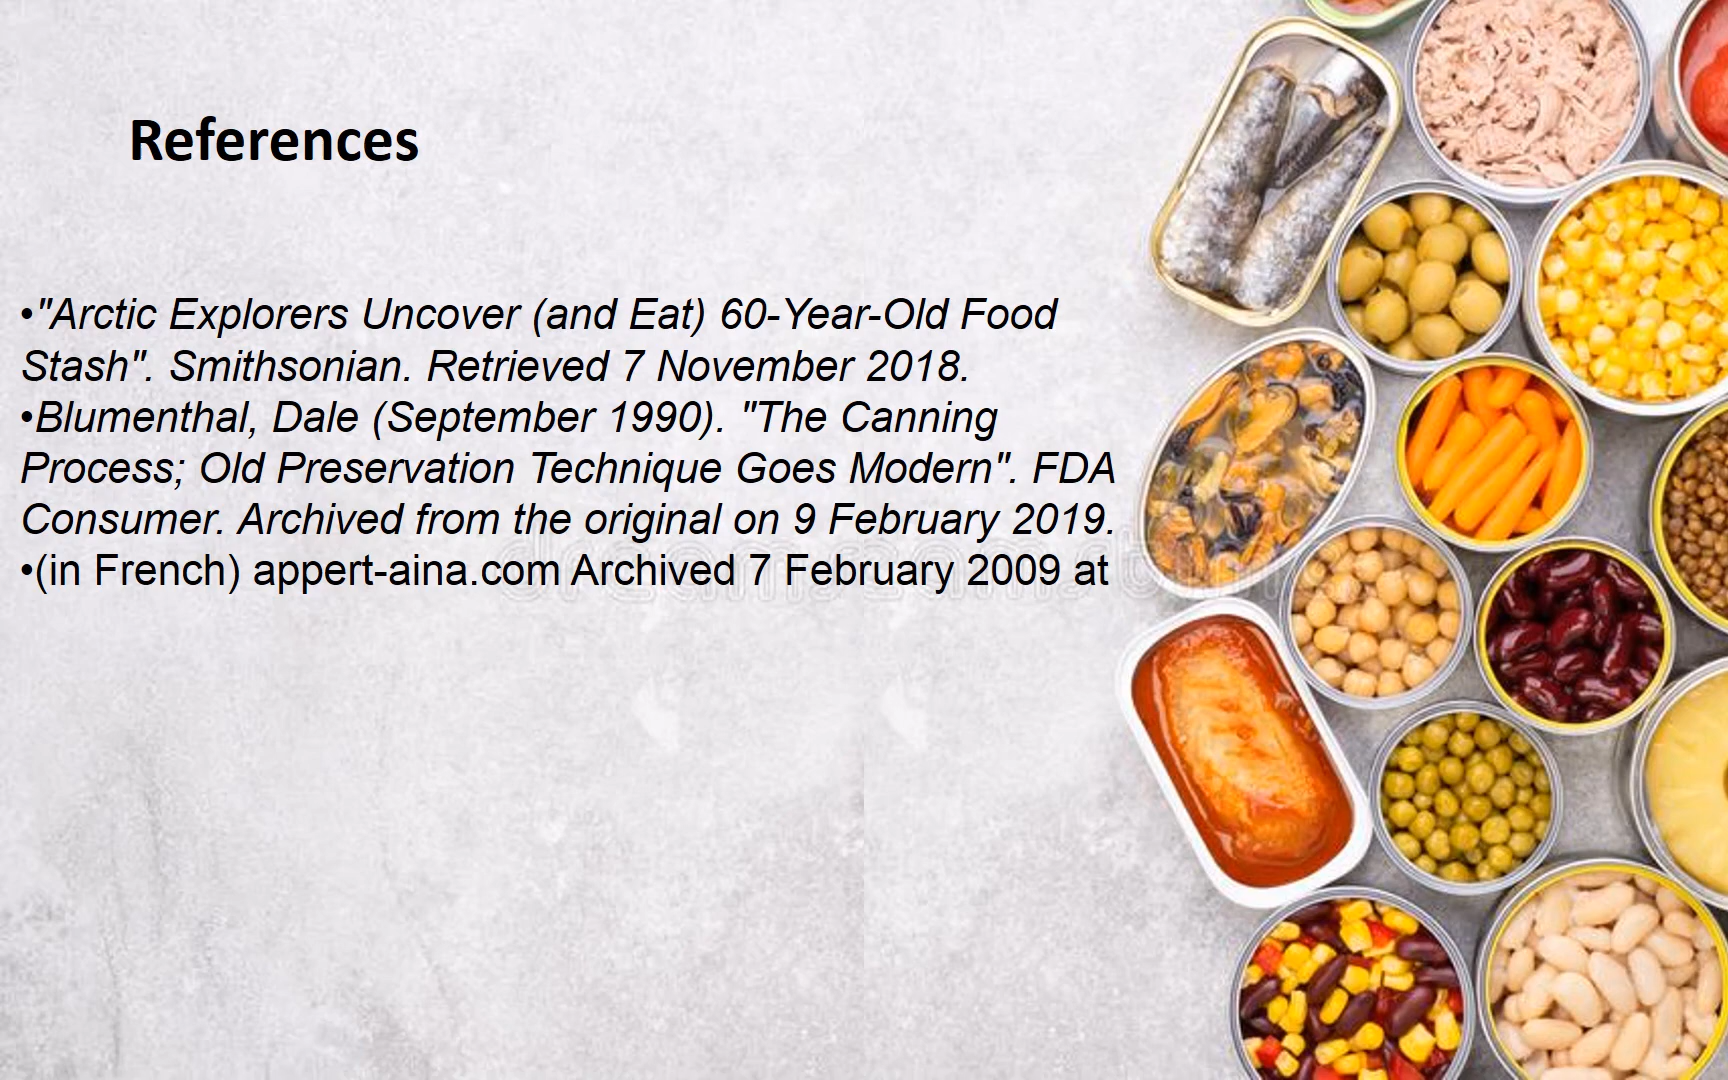 References
•"Arctic Explorers Uncover (and Eat) 60-Year-Old Food
Stash". Smithsonian. Retrieved 7 November 2018.
•Blumenthal, Dale (September 1990). "The Canning
Process; Old Preservation Technique Goes Modern". FDA
Consumer. Archived from the original on 9 February 2019.
•(in French) appert-aina.com Archived 7 February 2009 at